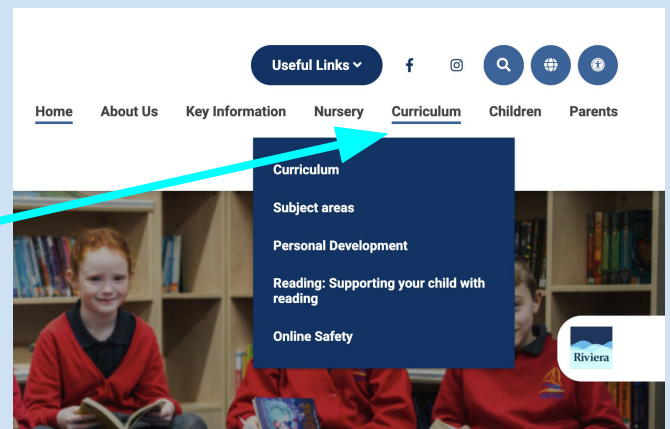 Useful Links
f
Home About Us Key Information Nursery Curriculum Children Parents
Curriculum
Subject areas
Personal Development
Reading: Supporting your child with
reading
Online Safety
Riviera